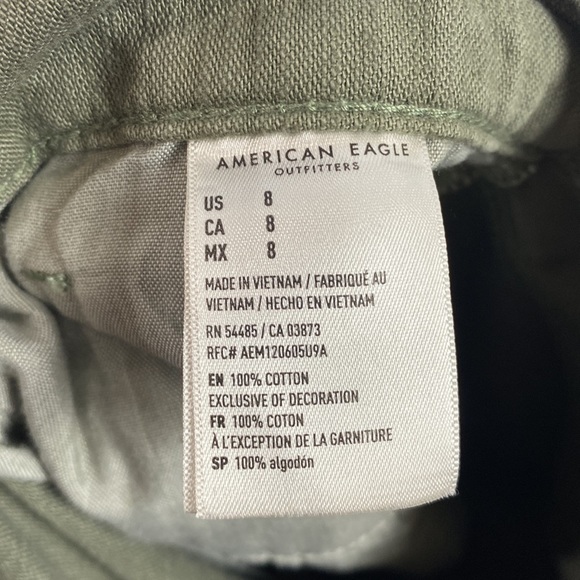 AMERICAN EAGLE
OUTFITTERS
US 8
CA 8
MX 8
MADE IN VIETNAM / FABRIQUÉ AU
VIETNAM / HECHO EN VIETNAM
RN 54485 / CA 03873
RFC# AEM120605U9A
EN 100% COTTON
EXCLUSIVE OF DECORATION
FR 100% COTON
À L'EXCEPTION DE LA GARNITURE
SP 100% algodón